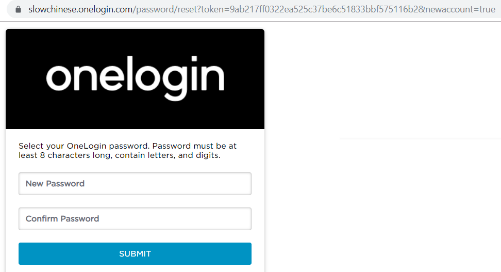 slowchinese.onelogin.com/password/reset?token=9ab217ff0322ea525c37be6c51833bbf575116b2&newaccount=true
onelogin
Select your OneLogin password. Password must be at
least 8 characters long, contain letters, and digits.
New Password
Confirm Password
SUBMIT